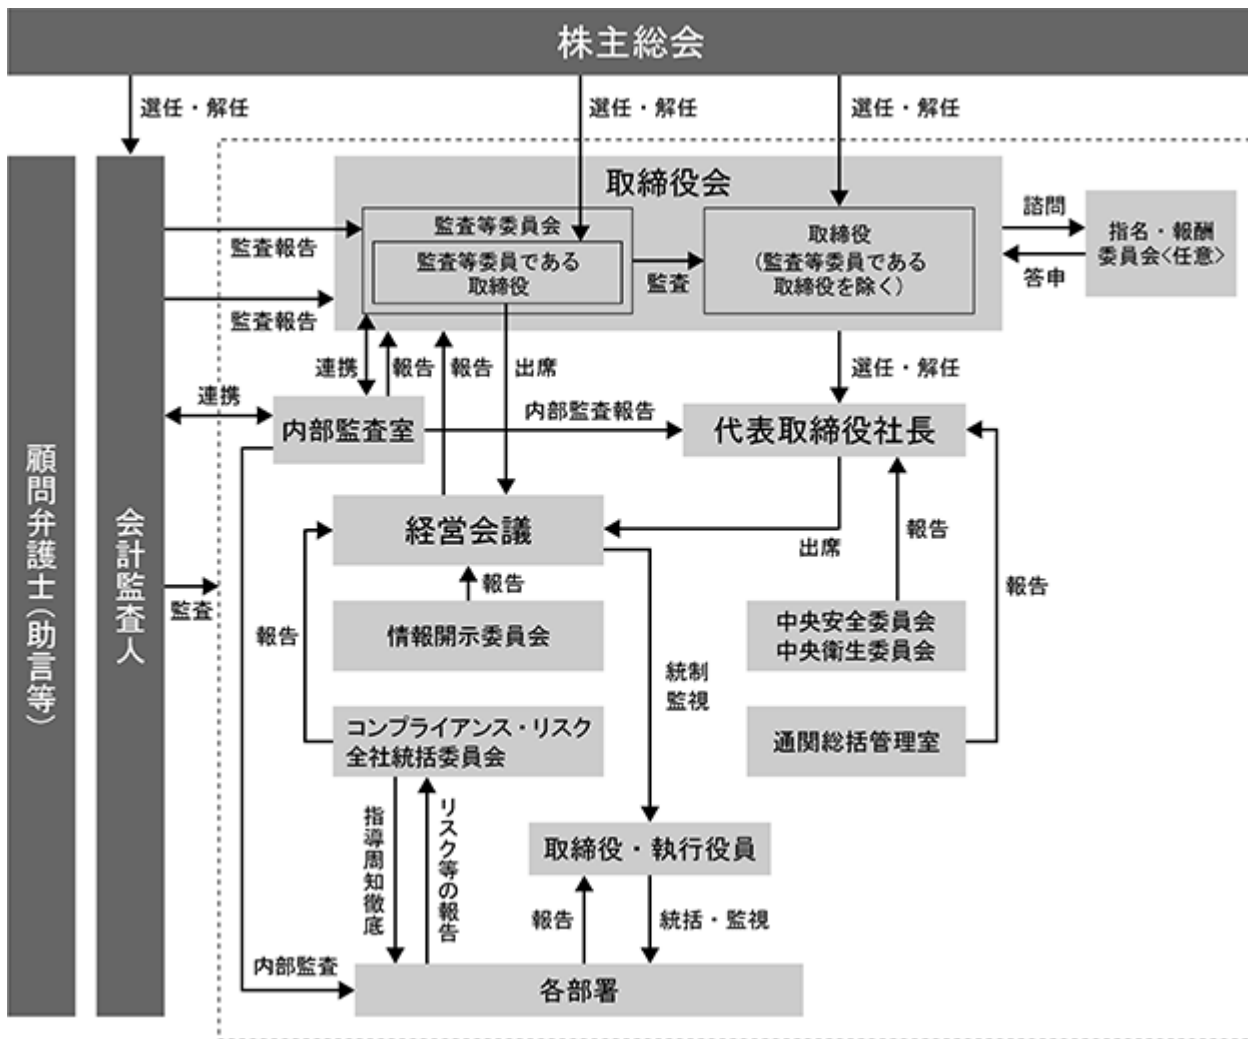 株主総会
選任・解任
選任・解任
選任・解任
顧問弁護士(助言等)
会計監査人
取締役会
監査等委員会
監査等委員である
取締役
監査
取締役
(監査等委員である
取締役を除く)
諮問
答申
指名・報酬
委員会<任意>
監査報告
監査報告
連携
報告
報告
出席
選任・解任
連携
内部監査室
内部監査報告
代表取締役社長
経営会議
出席
報告
報告
監査
報告
報告
情報開示委員会
中央安全委員会
中央衛生委員会
統制
監視
コンプライアンス・リスク
全社統括委員会
通関総括管理室
指導周知徹底
リスク等の報告
取締役・執行役員
報告
統括・監視
内部監査
各部署